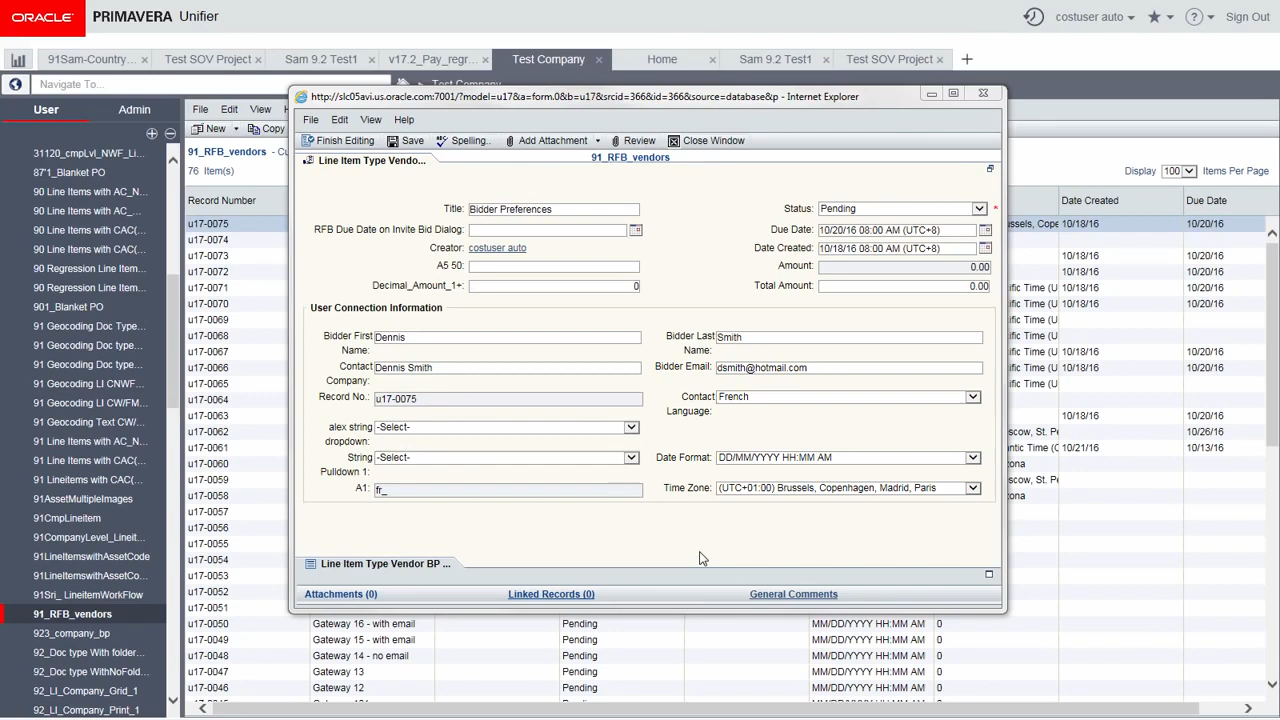 ORACLE PRIMAVERA Unifier
costuser auto Sign Out
91Sam-Country... Test SOV Project Sam 9.2 Test1 v17.2_Pay_regr... Test Company Home Sam 9.2 Test1 Test SOV Project
Navigate To...
User Admin
31120_cmpLvl_NWF_Li...
87'1_Blanket PO
90 Line Items with AC_N...
90 Line Items with AC_N...
90 Line Items with CAC(...
90 Line Items with CAC(...
90 Regression Line Item...
90 Regression Line Item...
901_Blanket PO
91 Geocoding Doc Type...
91 Geocoding Doc type...
91 Geocoding Doc type...
91 Geocoding LI CNWF...
91 Geocoding LI CW/FM...
91 Geocoding Text CW/...
91 Line Items with AC_N...
91 Line Items with CAC(...
91 Line Items with CAC(...
91AssetMultipleImages
91CmpLineitem
91CompanyLevel_Lineit...
91LineItemswithAssetCode
91LineItemswithAssetCo...
91Sri_ LineitemWorkFlow
91_RFB_vendors
923_company_bp
92_Doc type With folder...
92_Doc type WithNoFold...
92_LI_Company_Grid_1
92_LI_Company_Print_1
File Edit View
New Copy
91_RFB_vendors
76 Item(s)
Display 100 Items Per Page
Record Number Date Created Due Date
u17-0075 russels, Cope 10/18/16 10/20/16
u17-0074 10/18/16 10/20/16
u17-0073 10/18/16 10/20/16
u17-0072 10/18/16 10/20/16
u17-0071 ific Time (U 10/18/16 10/20/16
u17-0070 ific Time (U 10/18/16 10/20/16
u17-0069
u17-0068
u17-0067
u17-0066
u17-0064
u17-0063 10/18/16 10/20/16
u17-0062 10/18/16 10/26/16
u17-0061 10/21/16 10/13/16
u17-0060
u17-0059
u17-0058
u17-0057
u17-0056
u17-0055
u17-0054
u17-0053
u17-0052
u17-0051
u17-0050 Gateway 16 - with email Pending MM/DD/YYYY HH:MM AM 0
u17-0049 Gateway 15 - with email Pending MM/DD/YYYY HH:MM AM 0
u17-0048 Gateway 14 - no email Pending MM/DD/YYYY HH:MM AM 0
u17-0047 Gateway 13 Pending MM/DD/YYYY HH:MM AM 0
u17-0046 Gateway 12 Pending MM/DD/YYYY HH:MM AM 0
http://slc05avi.us.oracle.com:7001/?model=u17&a=form.0&b=u17&srcid=366&id=366&source=database&p - Internet Explorer
File Edit View Help
Finish Editing Save Spelling.. Add Attachment Review Close Window
Line Item Type Vendo... 91_RFB_vendors
Title: Bidder Preferences Status: Pending *
RFB Due Date on Invite Bid Dialog: Due Date: 10/20/16 08:00 AM (UTC+8)
Creator: costuser auto Date Created: 10/18/16 08:00 AM (UTC+8)
A5 50: Amount: 0.00
Decimal_Amount_1+: 0 Total Amount: 0.00
User Connection Information
Bidder First Name: Dennis Bidder Last Name: Smith
Contact Company: Dennis Smith Bidder Email: dsmith@hotmail.com
Record No.: u17-0075 Contact Language: French
alex string dropdown: -Select-
String Pulldown 1: -Select- Date Format: DD/MM/YYYY HH:MM AM
A1: fr_ Time Zone: (UTC+01:00) Brussels, Copenhagen, Madrid, Paris
Line Item Type Vendor BP ...
Attachments (0) Linked Records (0) General Comments